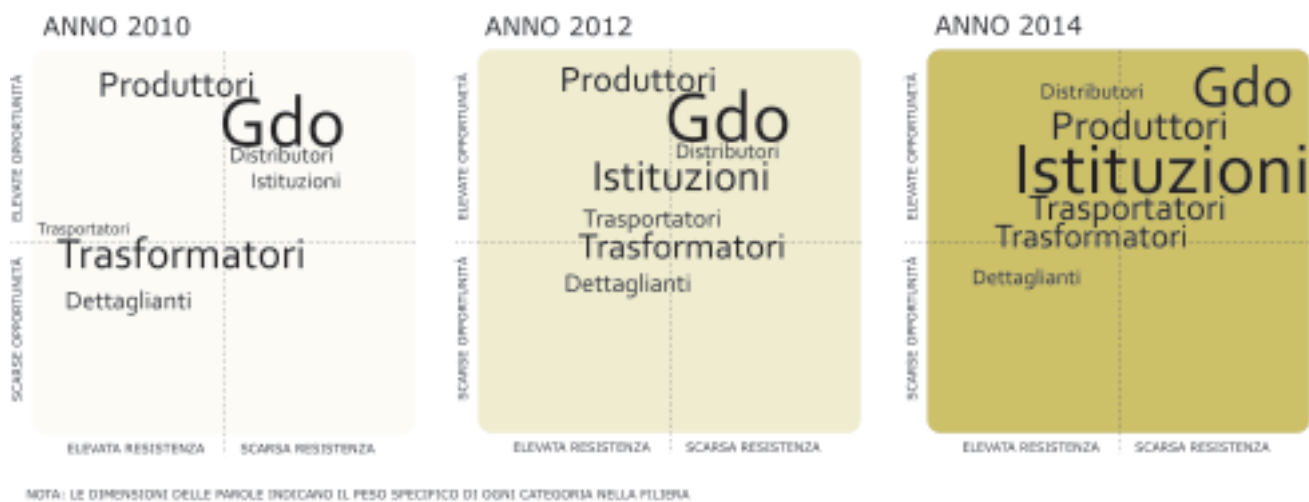 ANNO 2010
ELEVATE OPPORTUNITÀ
SCARSE OPPORTUNITÀ
Produttori
Gdo
Distributori
Istituzioni
Trasportatori
Trasformatori
Dettaglianti
ELEVATA RESISTENZA
SCARSA RESISTENZA
ANNO 2012
ELEVATE OPPORTUNETÀ
SCARSE OPPORTUNITÀ
Produttori
Gdo
Distributori
Istituzioni
Trasportatori
Trasformatori
Dettaglianti
ELEVATA RESISTENZA
SCARSA RESISTENZA
ANNO 2014
ELEVATE OPPORTUNITÀ
SCARSE OPPORTUNITÀ
Distributori
Gdo
Produttori
Istituzioni
Trasportatori
Trasformatori
Dettaglianti
ELEVATA RESISTENZA
SCARSA RESISTENZA
NOTA: LE DIMENSIONI DELLE PAROLE INDICANO IL PESO SPECIFICO DI OGNI CATEGORIA NELLA FILIERA